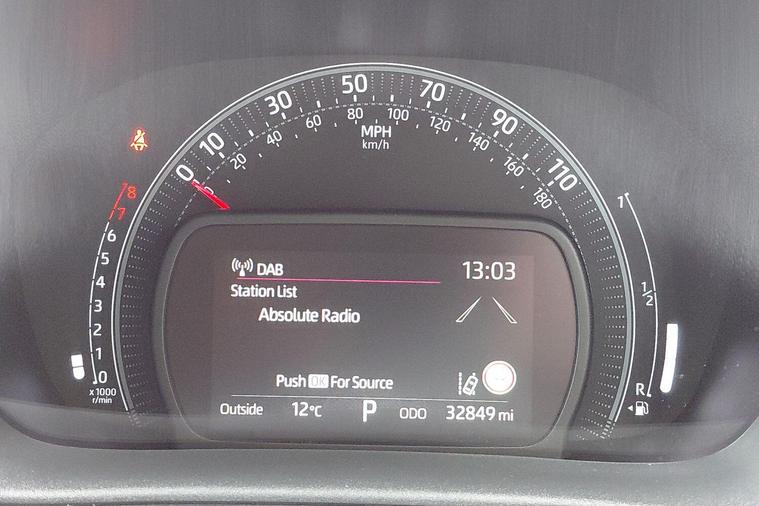 0 10 30 50 70 90 110
20 40 60 80 100 120 140 160 180
MPH
km/h
8
7
6
5
4
3
2
1
0
x 1000
r/min
1
1/2
R
DAB 13:03
Station List
Absolute Radio
Push OK For Source
Outside 12°C P ODO 32849 mi